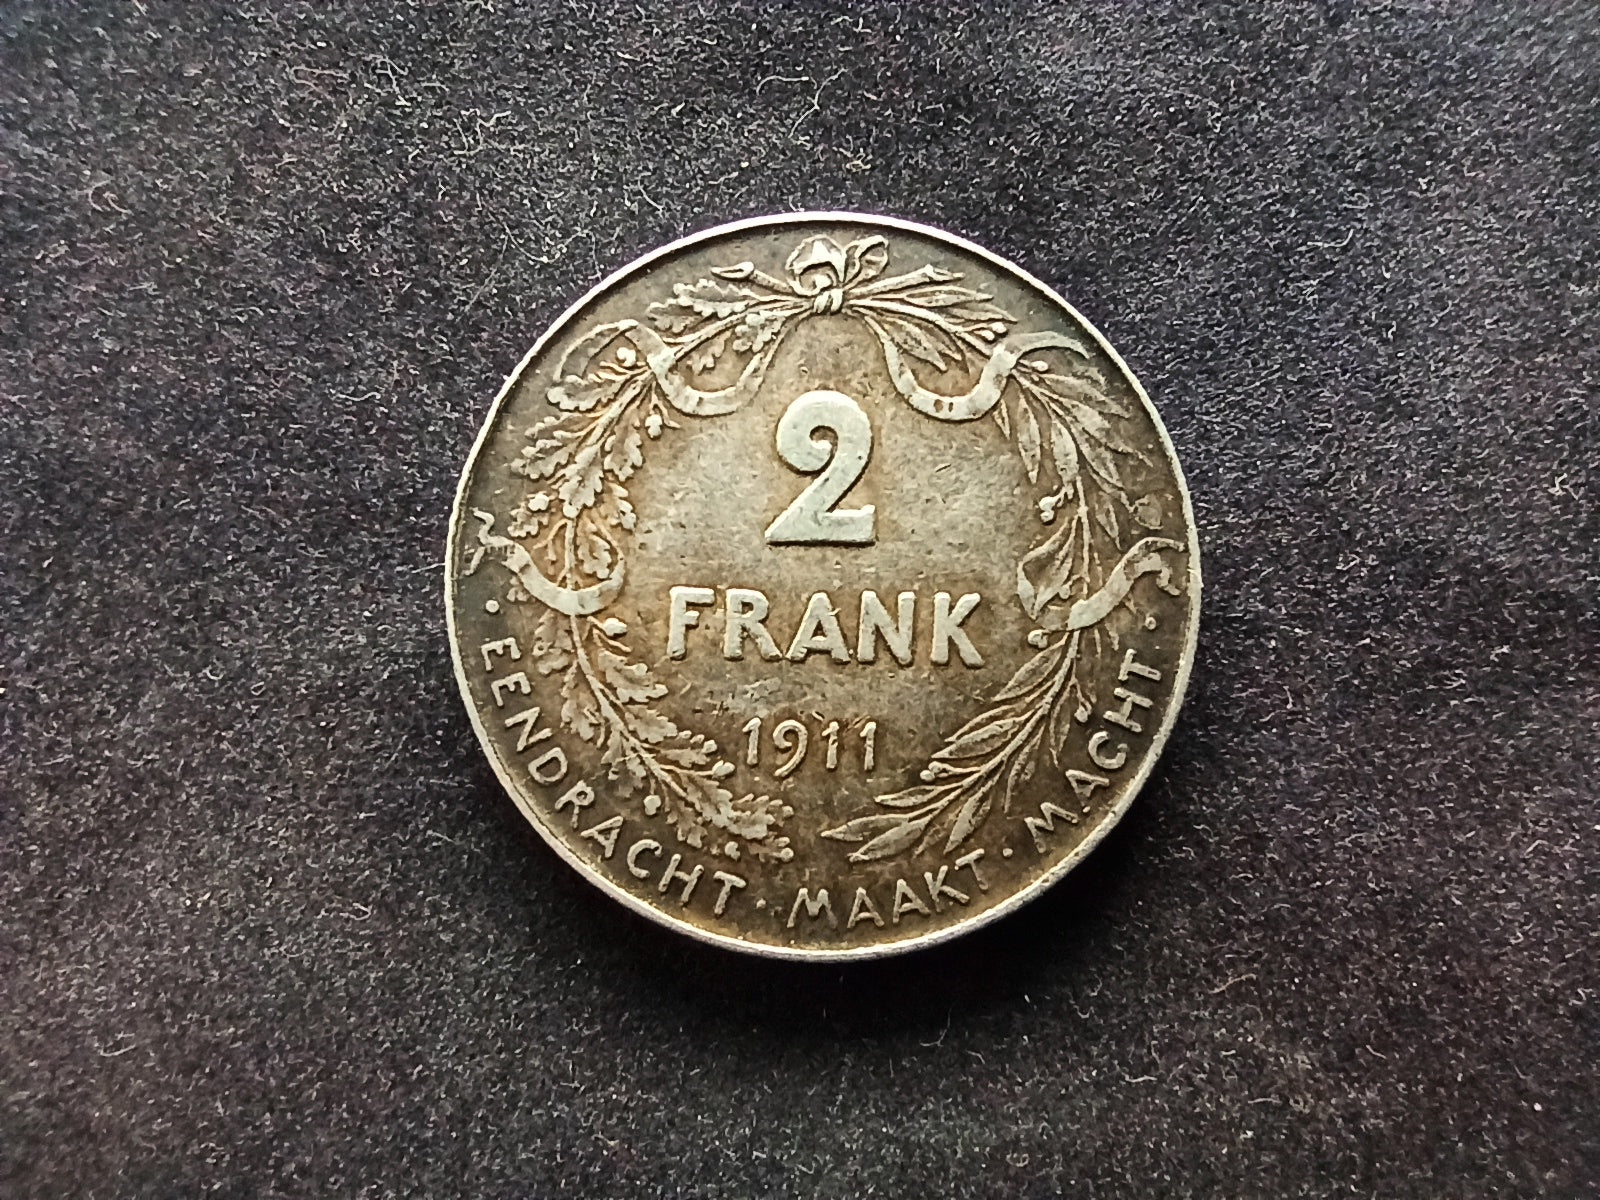 2
FRANK
1911
· EENDRACHT · MAAKT · MACHT ·